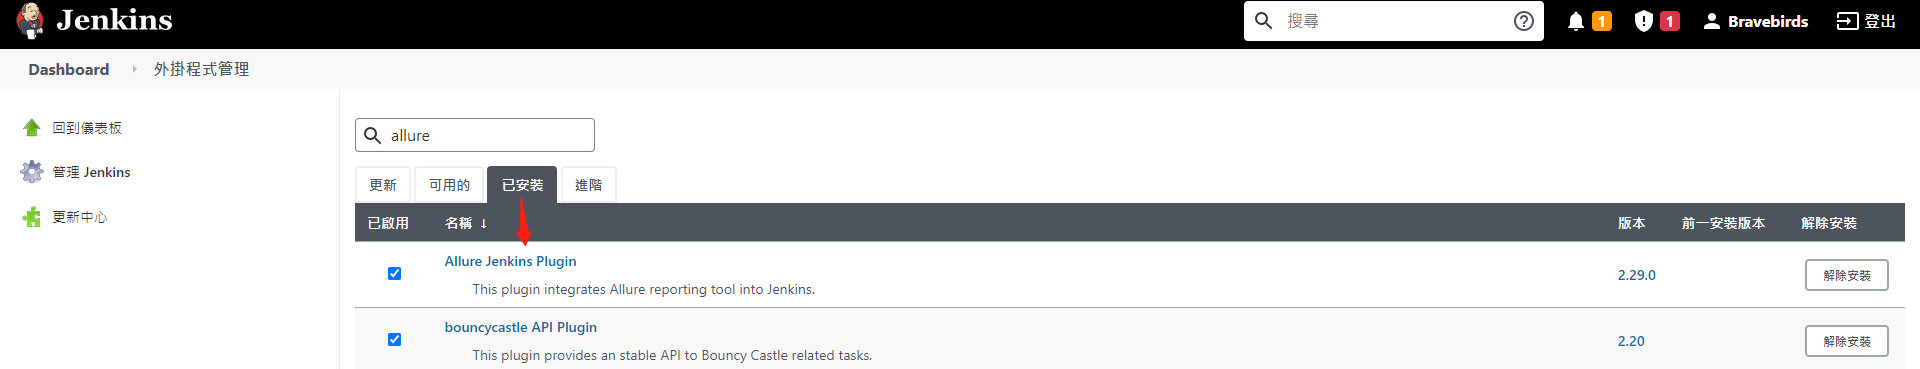 Jenkins
搜尋
1
1
Bravebirds
登出
Dashboard
外掛程式管理
回到儀表板
管理 Jenkins
更新中心
allure
更新
可用的
已安裝
進階
已啟用 名稱 ↓ 版本 前一安裝版本 解除安裝
Allure Jenkins Plugin
This plugin integrates Allure reporting tool into Jenkins.
2.29.0
解除安裝
bouncycastle API Plugin
This plugin provides an stable API to Bouncy Castle related tasks.
2.20
解除安裝